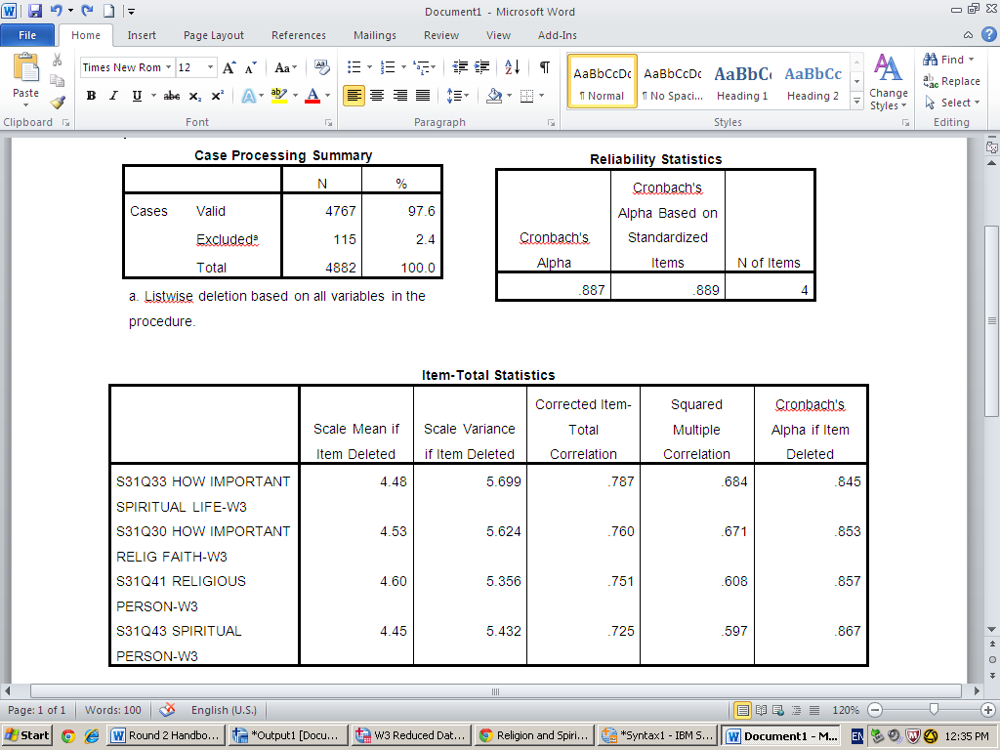 Document1 - Microsoft Word
File Home Insert Page Layout References Mailings Review View Add-Ins
Paste
Times New Rom 12
Clipboard Font Paragraph Styles Editing
AaBbCcDc AaBbCcDc AaBbC AaBbCc
¶ Normal ¶ No Spaci... Heading 1 Heading 2
Change Styles
Find
Replace
Select
Case Processing Summary
N %
Cases Valid 4767 97.6
Excludedª 115 2.4
Total 4882 100.0
a. Listwise deletion based on all variables in the
procedure.
Reliability Statistics
Cronbach's
Alpha Based on
Cronbach's Standardized
Alpha Items N of Items
.887 .889 4
Item-Total Statistics
Corrected Item- Squared Cronbach's
Scale Mean if Scale Variance Total Multiple Alpha if Item
Item Deleted if Item Deleted Correlation Correlation Deleted
S31Q33 HOW IMPORTANT 4.48 5.699 .787 .684 .845
SPIRITUAL LIFE-W3
S31Q30 HOW IMPORTANT 4.53 5.624 .760 .671 .853
RELIG FAITH-W3
S31Q41 RELIGIOUS 4.60 5.356 .751 .608 .857
PERSON-W3
S31Q43 SPIRITUAL 4.45 5.432 .725 .597 .867
PERSON-W3
Page: 1 of 1 Words: 100 English (U.S.) 120%
Start Round 2 Handbo... *Output1 [Docu... W3 Reduced Dat... Religion and Spiri... *Syntax1 - IBM S... Document1 - M... EN 12:35 PM